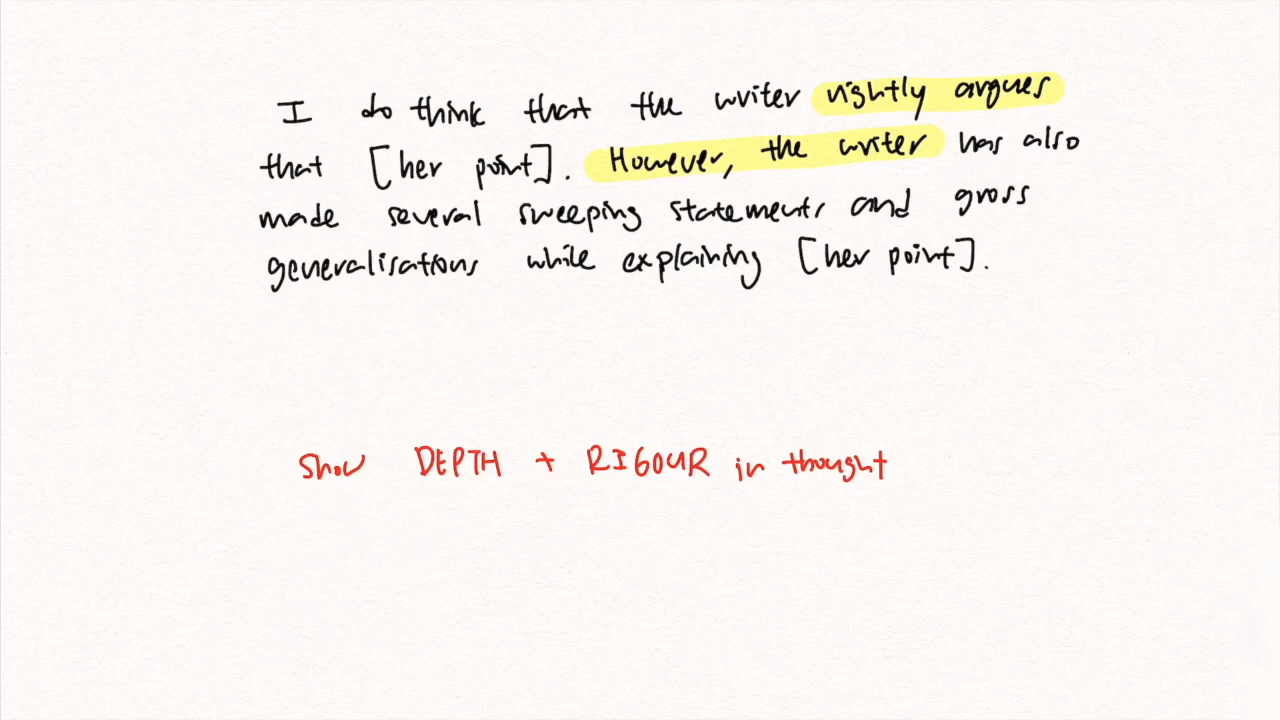 I do think that the writer rightly argues
that [her point]. However, the writer has also
made several sweeping statements and gross
generalisations while explaining [her point].
Show DEPTH + RIGOUR in thought